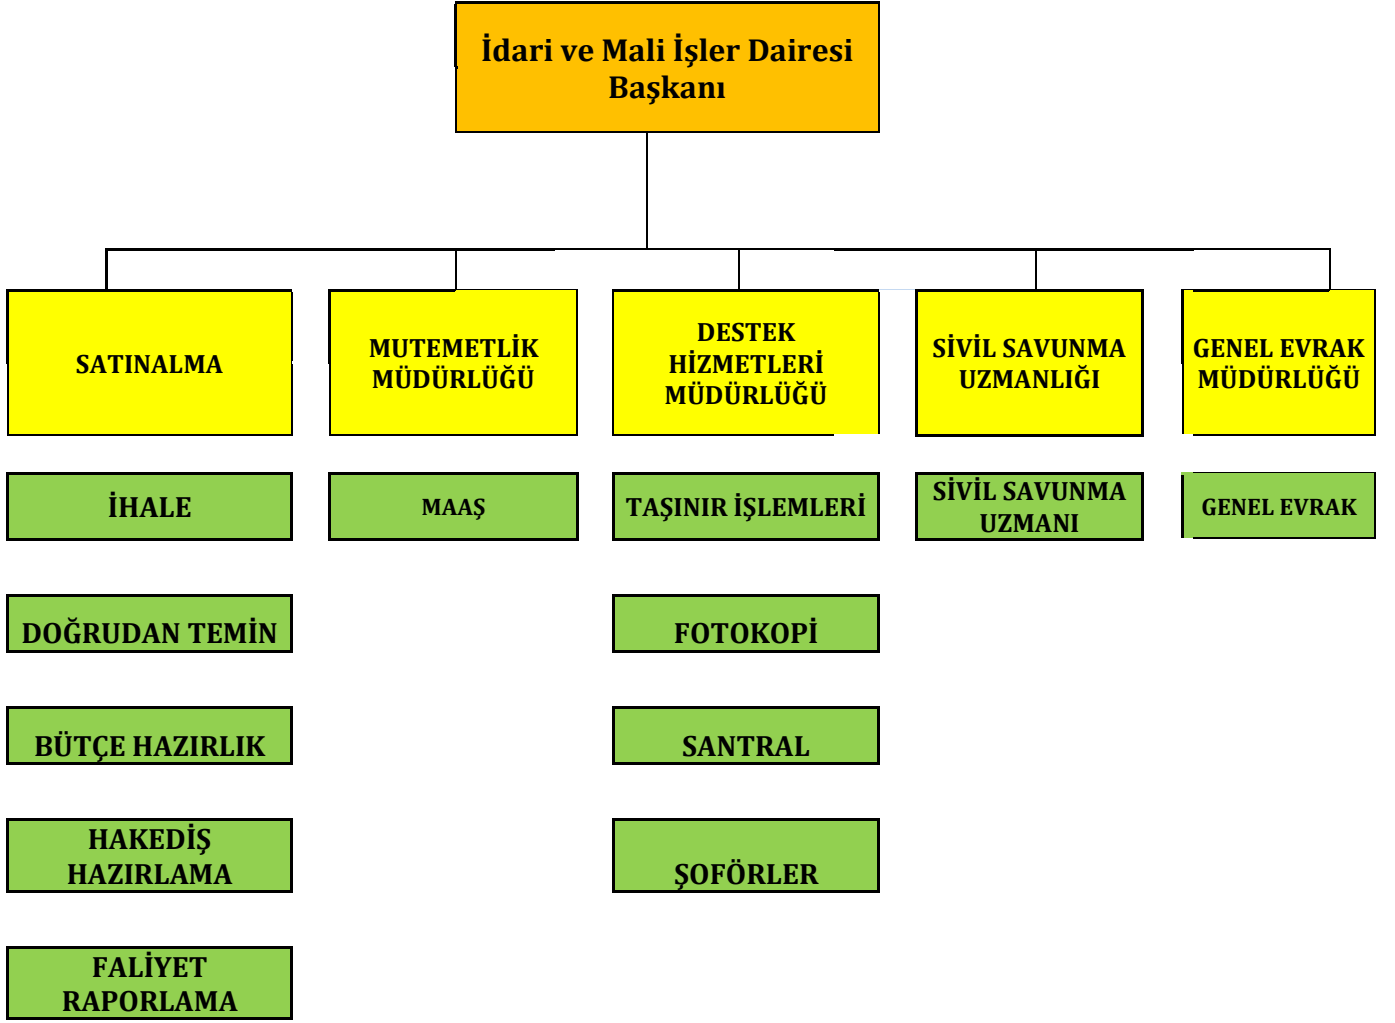 İdari ve Mali İşler Dairesi
Başkanı
SATINALMA
MUTEMETLİK
MÜDÜRLÜĞÜ
DESTEK
HİZMETLERİ
MÜDÜRLÜĞÜ
SİVİL SAVUNMA
UZMANLIĞI
GENEL EVRAK
MÜDÜRLÜĞÜ
İHALE
MAAŞ
TAŞINIR İŞLEMLERİ
SİVİL SAVUNMA
UZMANI
GENEL EVRAK
DOĞRUDAN TEMİN
FOTOKOPİ
BÜTÇE HAZIRLIK
SANTRAL
HAKEDİŞ
HAZIRLAMA
ŞOFÖRLER
FALİYET
RAPORLAMA